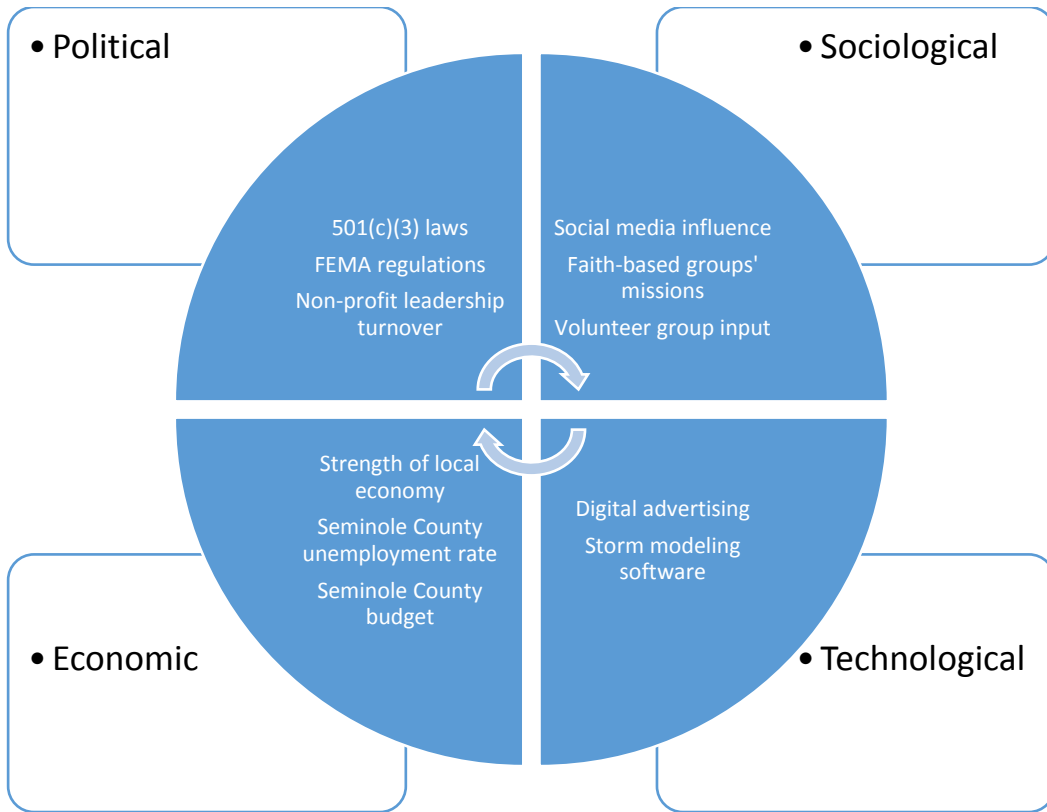 • Political
501(c)(3) laws
FEMA regulations
Non-profit leadership
turnover
• Sociological
Social media influence
Faith-based groups'
missions
Volunteer group input
• Economic
Strength of local
economy
Seminole County
unemployment rate
Seminole County
budget
• Technological
Digital advertising
Storm modeling
software